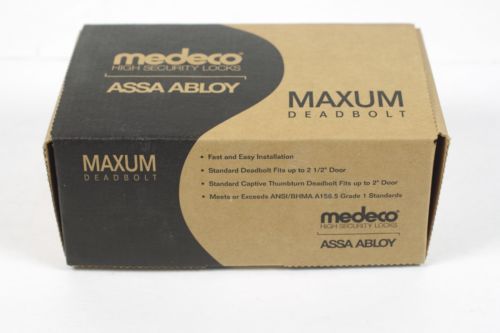 medeco
HIGH SECURITY LOCKS
ASSA ABLOY
MAXUM
DEADBOLT
MAXUM
DEADBOLT
• Fast and Easy Installation
• Standard Deadbolt Fits up to 2 1/2" Door
• Standard Captive Thumbturn Deadbolt Fits up to 2" Door
• Meets or Exceeds ANSI/BHMA A156.5 Grade 1 Standards
medeco
HIGH SECURITY LOCKS
ASSA ABLOY